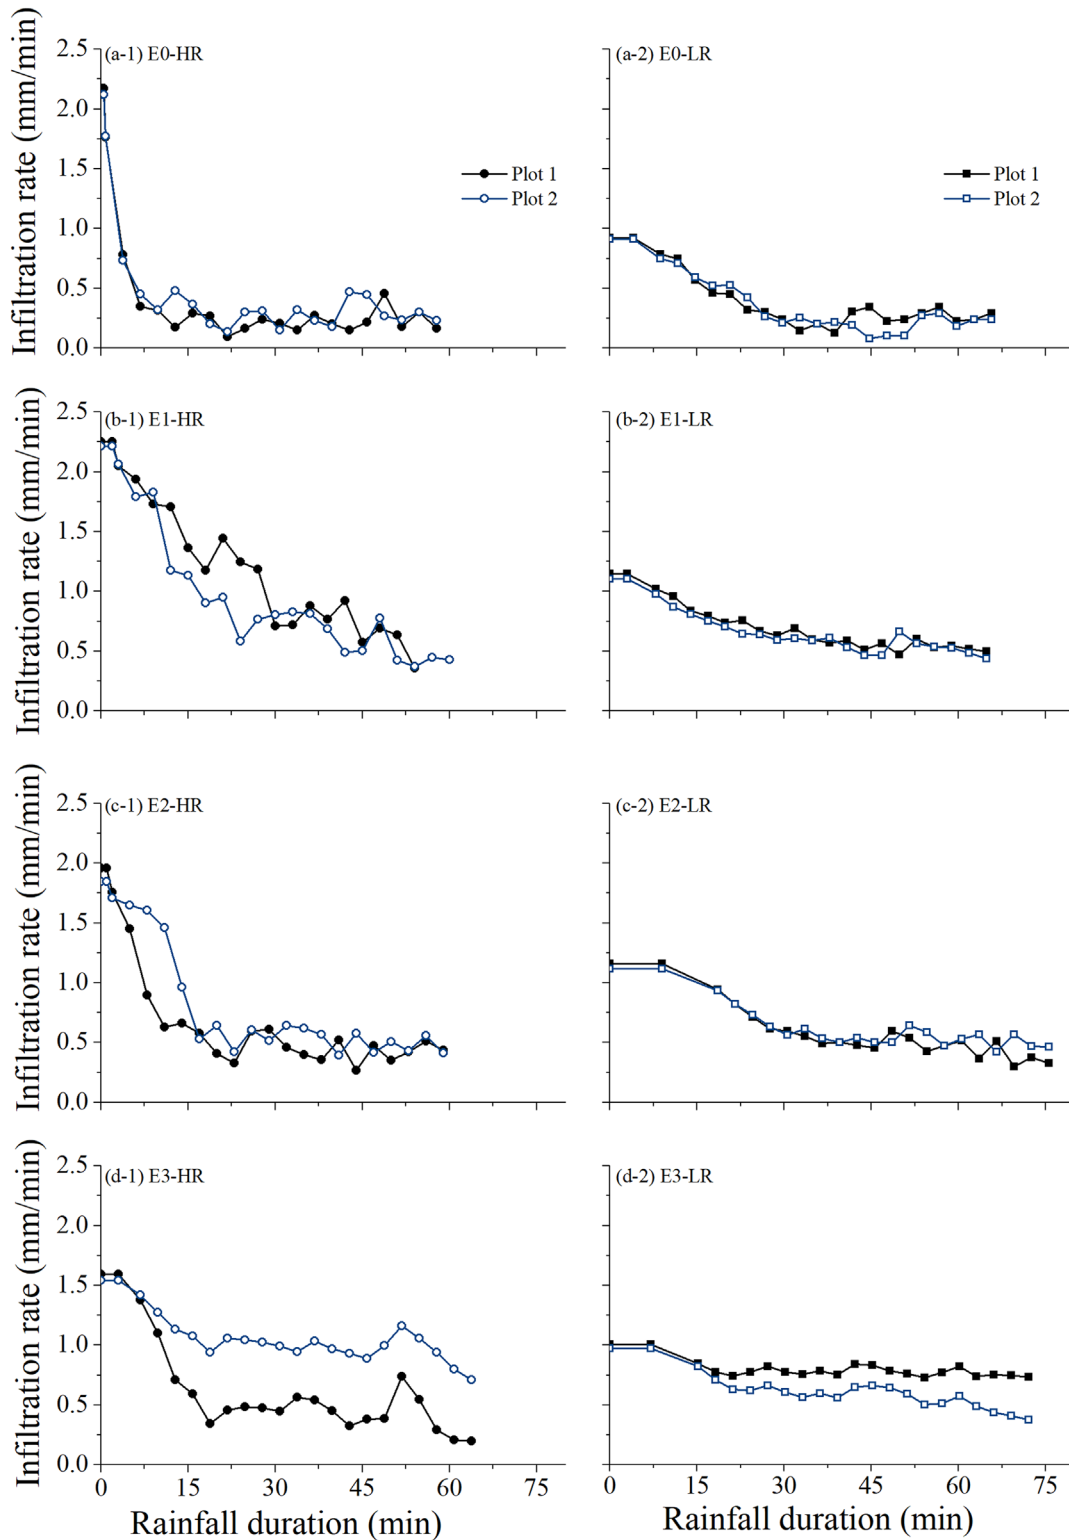 (a-1) E0-HR
(a-2) E0-LR
Infiltration rate (mm/min)
2.5
2.0
1.5
1.0
0.5
0.0
Plot 1
Plot 2
Plot 1
Plot 2
(b-1) E1-HR
(b-2) E1-LR
Infiltration rate (mm/min)
2.5
2.0
1.5
1.0
0.5
0.0
(c-1) E2-HR
(c-2) E2-LR
Infiltration rate (mm/min)
2.5
2.0
1.5
1.0
0.5
0.0
(d-1) E3-HR
(d-2) E3-LR
Infiltration rate (mm/min)
2.5
2.0
1.5
1.0
0.5
0.0
0 15 30 45 60 75
0 15 30 45 60 75
Rainfall duration (min)
Rainfall duration (min)